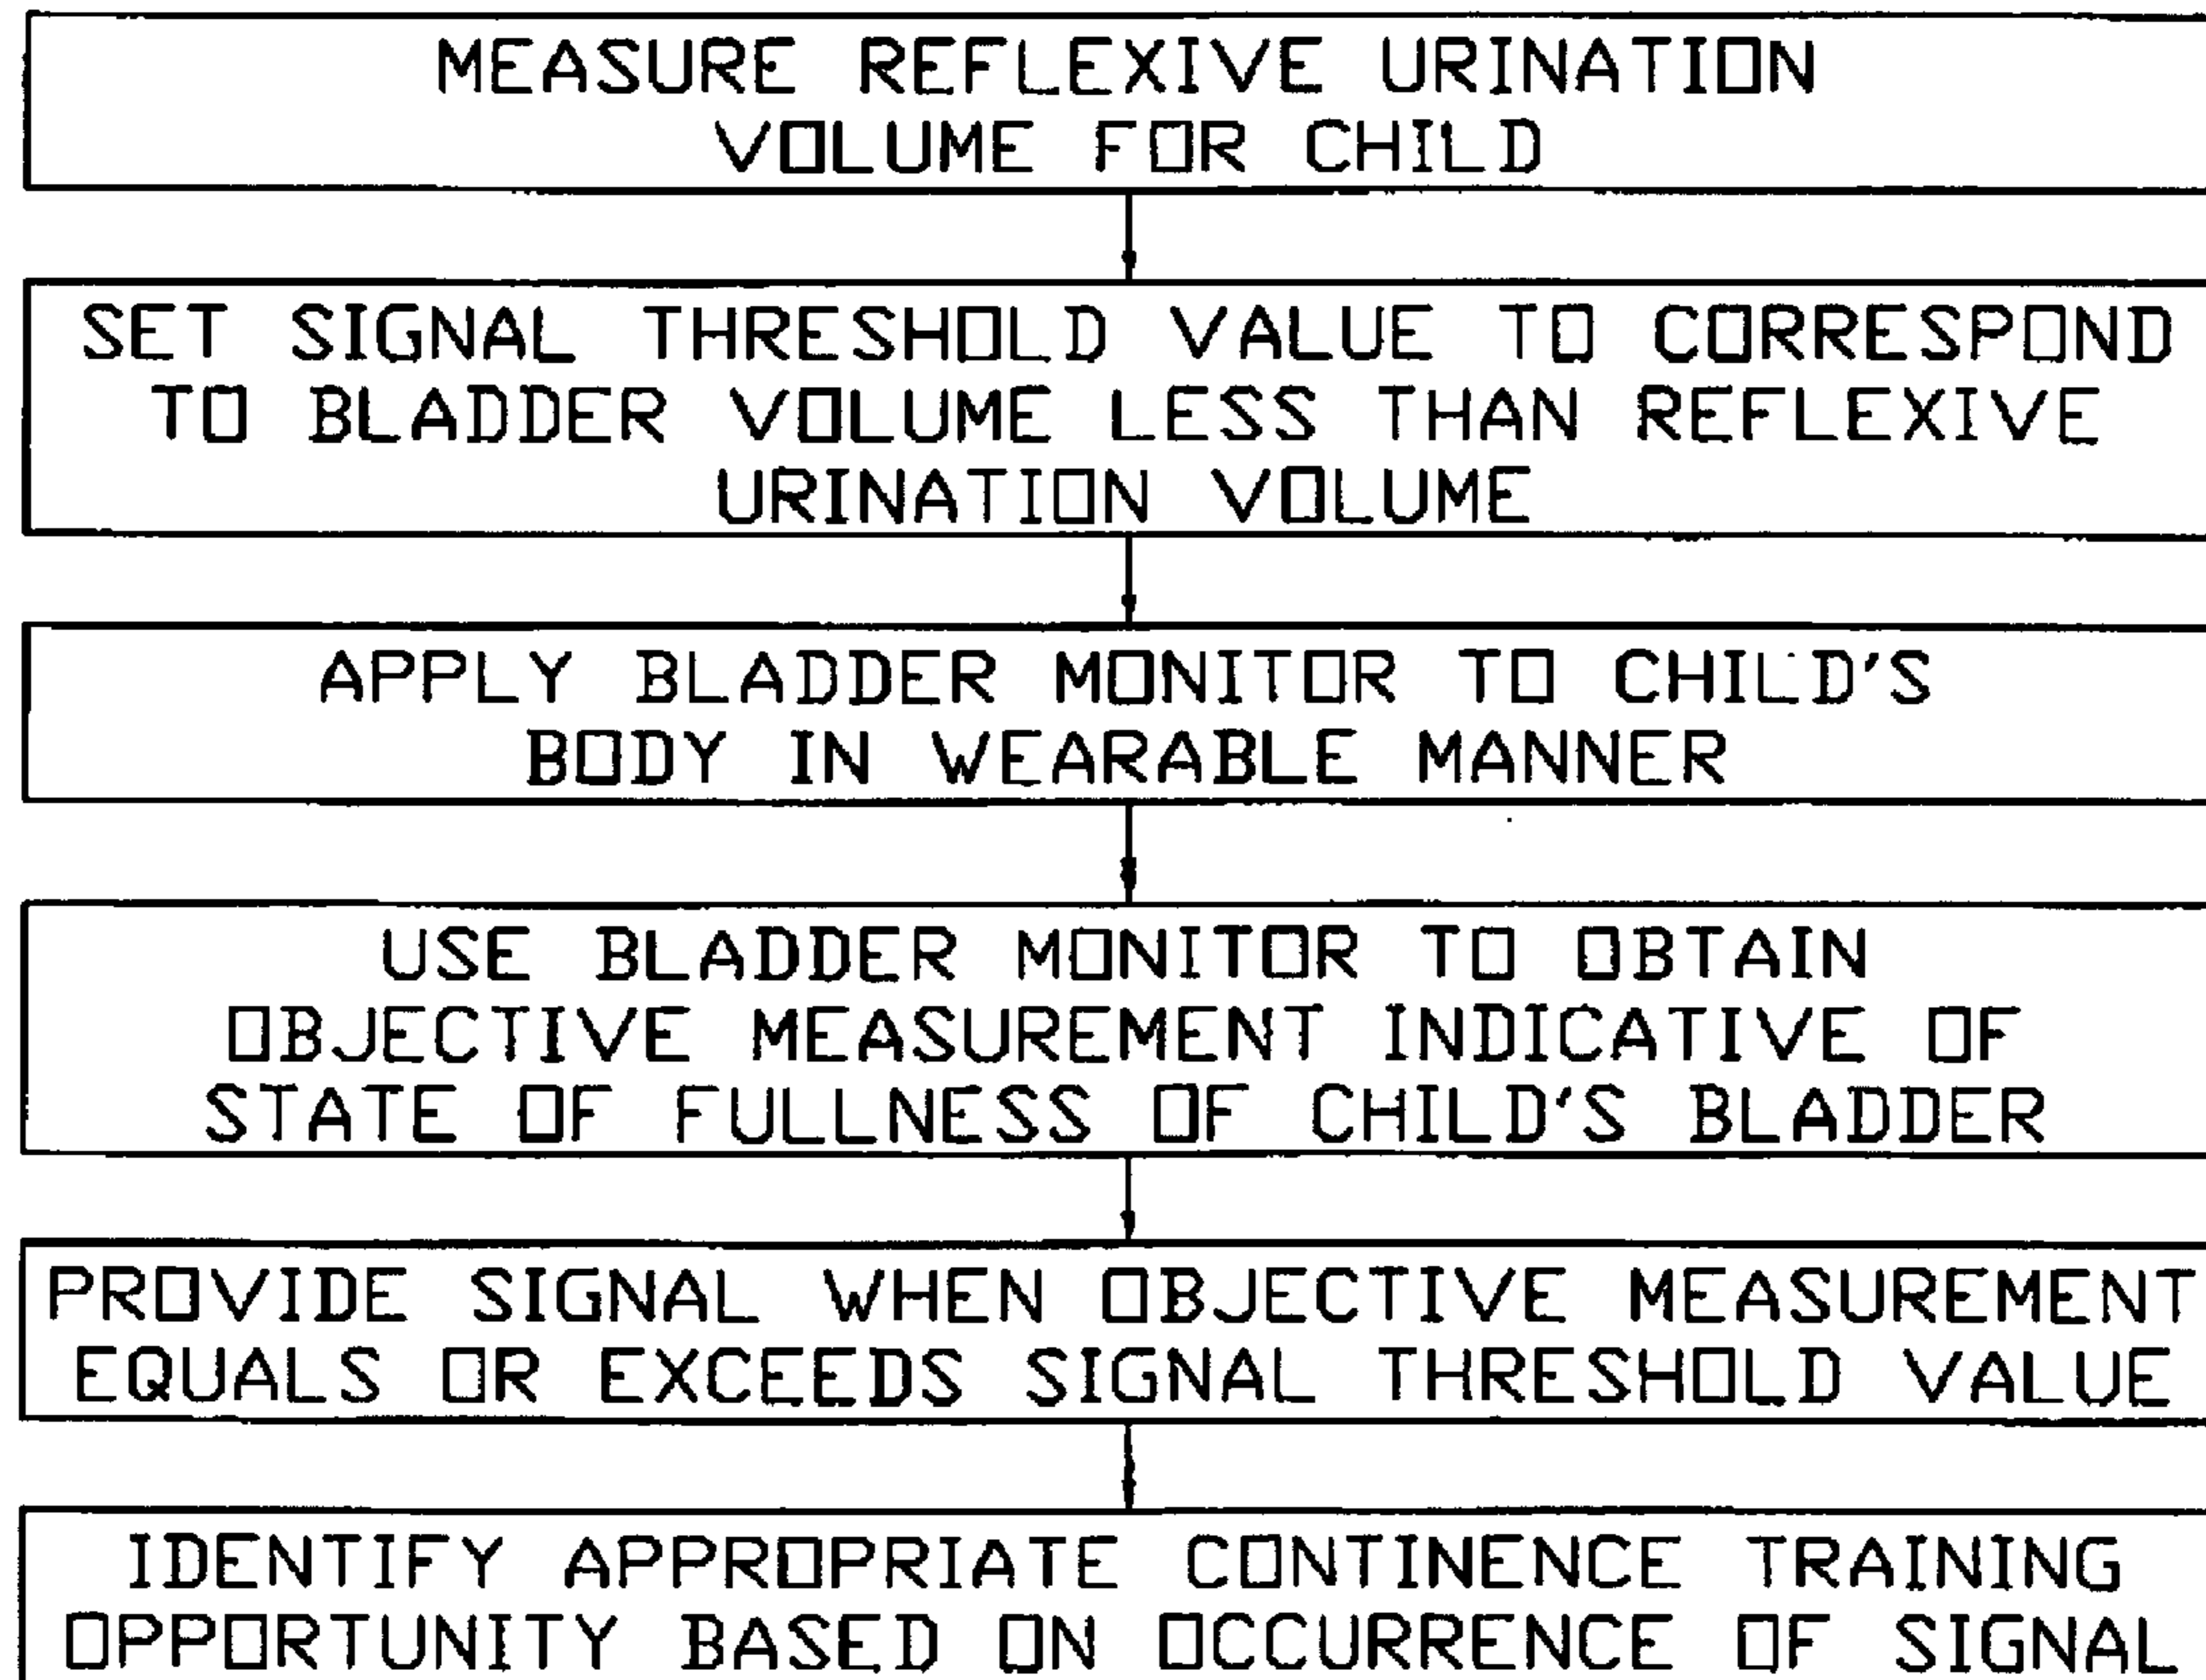 MEASURE REFLEXIVE URINATION
VOLUME FOR CHILD
SET SIGNAL THRESHOLD VALUE TO CORRESPOND
TO BLADDER VOLUME LESS THAN REFLEXIVE
URINATION VOLUME
APPLY BLADDER MONITOR TO CHILD'S
BODY IN WEARABLE MANNER
USE BLADDER MONITOR TO OBTAIN
OBJECTIVE MEASUREMENT INDICATIVE OF
STATE OF FULLNESS OF CHILD'S BLADDER
PROVIDE SIGNAL WHEN OBJECTIVE MEASUREMENT
EQUALS OR EXCEEDS SIGNAL THRESHOLD VALUE
IDENTIFY APPROPRIATE CONTINENCE TRAINING
OPPORTUNITY BASED ON OCCURRENCE OF SIGNAL